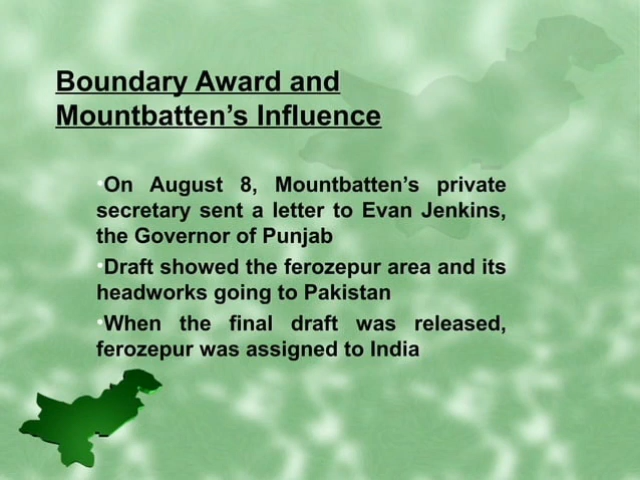 Boundary Award and
Mountbatten’s Influence
•On August 8, Mountbatten’s private
secretary sent a letter to Evan Jenkins,
the Governor of Punjab
•Draft showed the ferozepur area and its
headworks going to Pakistan
•When the final draft was released,
ferozepur was assigned to India